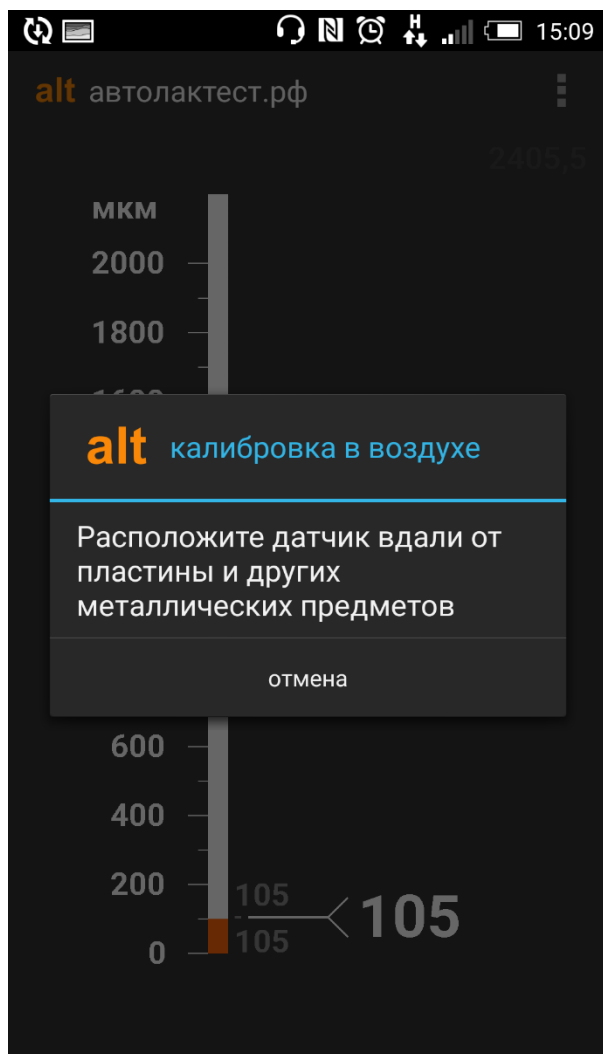 H
15:09
alt автолактест.рф
2405,5
мкм
2000
1800
1600
alt калибровка в воздухе
Расположите датчик вдали от
пластины и других
металлических предметов
отмена
600
400
200
105
105
105
0